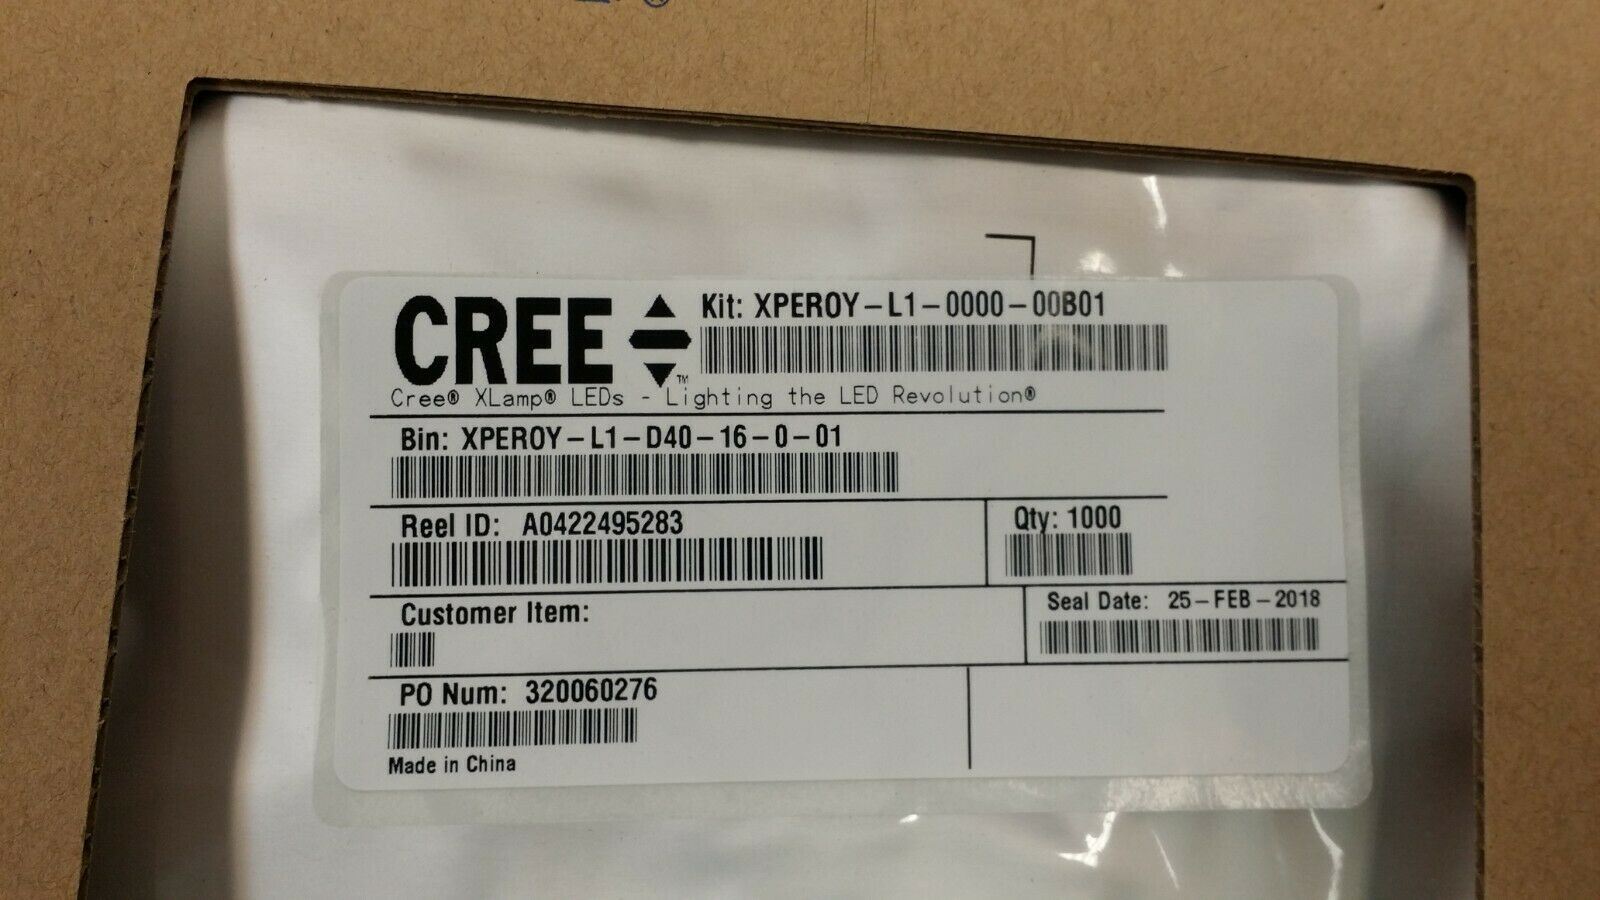 CREE
™
Kit: XPEROY-L1-0000-00B01
Cree® XLamp® LEDs - Lighting the LED Revolution®
Bin: XPEROY-L1-D40-16-0-01
Reel ID: A0422495283
Qty: 1000
Customer Item:
Seal Date: 25-FEB-2018
PO Num: 320060276
Made in China